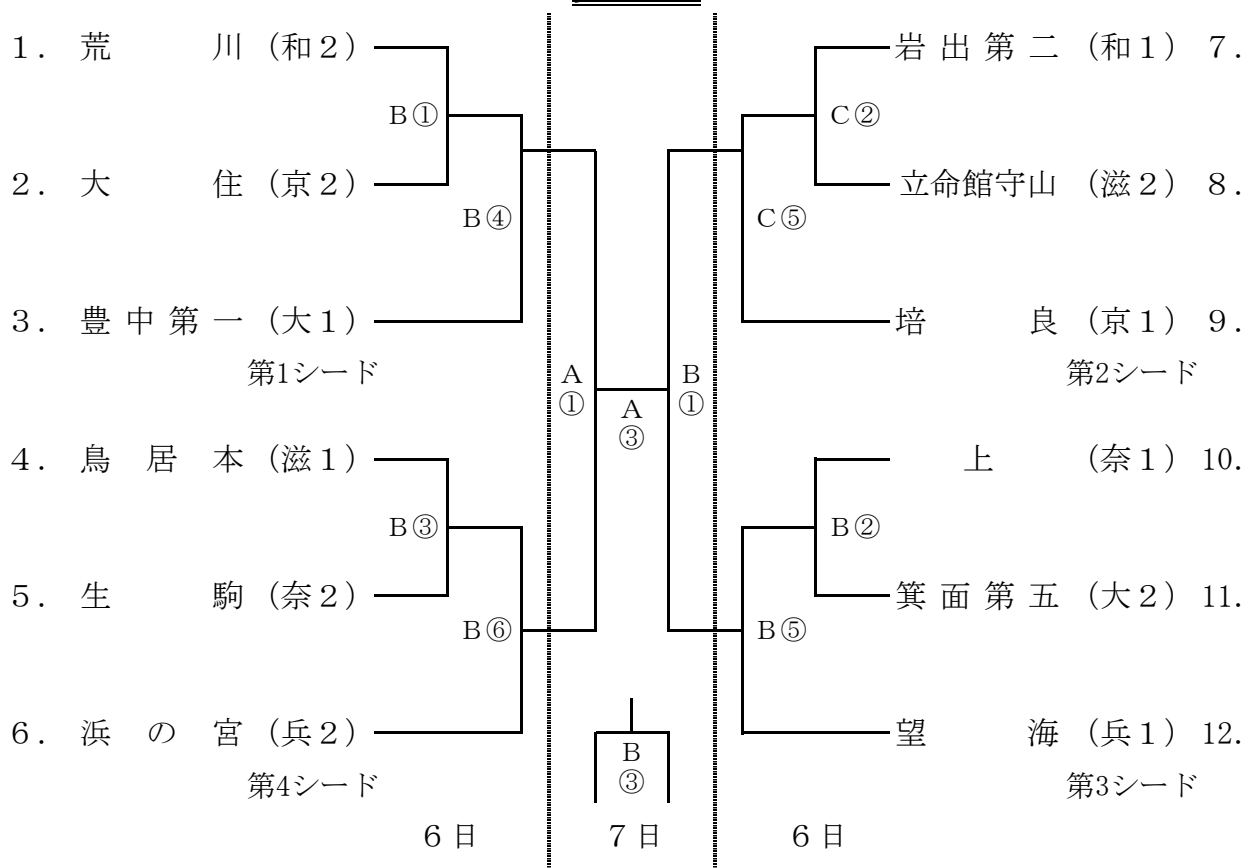 1. 荒川 (和2)
岩出第二 (和1) 7.
B①
C②
2. 大住 (京2)
立命館守山 (滋2) 8.
B④
C⑤
3. 豊中第一 (大1)
第1シード
培良 (京1) 9.
第2シード
A①
A③
B①
4. 鳥居本 (滋1)
上 (奈1) 10.
B③
B②
5. 生駒 (奈2)
箕面第五 (大2) 11.
B⑥
B⑤
6. 浜の宮 (兵2)
第4シード
B③
望海 (兵1) 12.
第3シード
6日
7日
6日